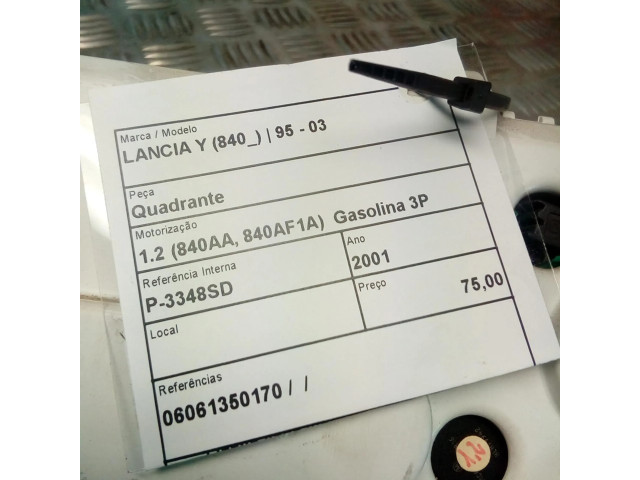 Marca / Modelo
LANCIA Y (840_) | 95 - 03
Peça
Quadrante
Motorização
1.2 (840AA, 840AF1A) Gasolina 3P
Referência Interna
P-3348SD
Ano
2001
Local
Preço
75,00
Referências
06061350170 / /